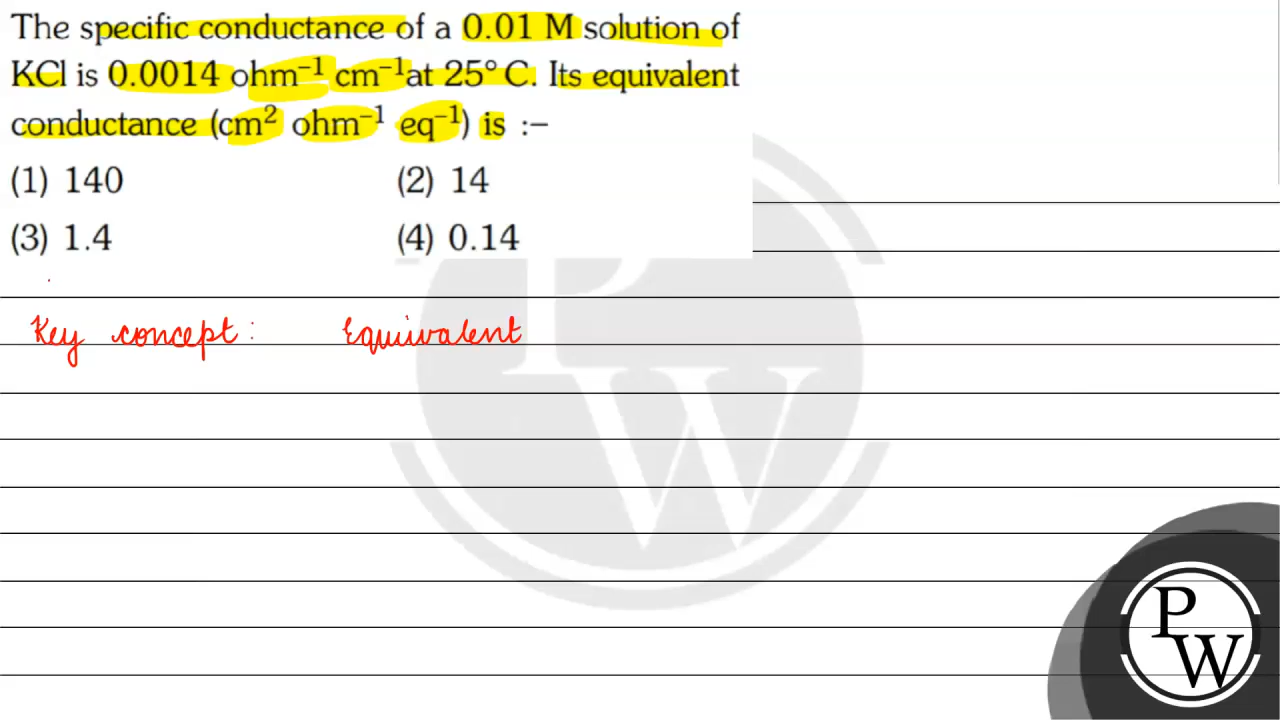 The specific conductance of a 0.01 M solution of
KCl is 0.0014 ohm⁻¹ cm⁻¹at 25° C. Its equivalent
conductance (cm² ohm⁻¹ eq⁻¹) is :–
(1) 140 (2) 14
(3) 1.4 (4) 0.14
Key concept: Equivalent
PW
PW